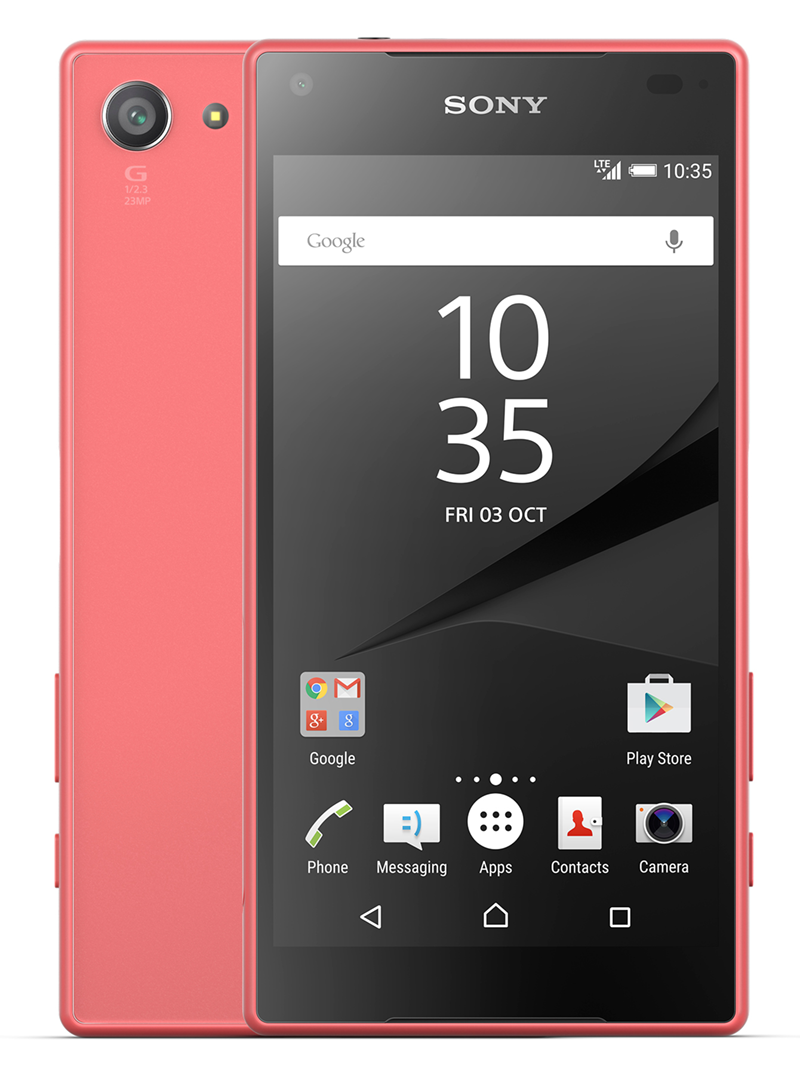 G
1/2.3
23MP
SONY
LTE 10:35
Google
10
35
FRI 03 OCT
g+ 8
Google
Play Store
Phone
Messaging
Apps
Contacts
Camera